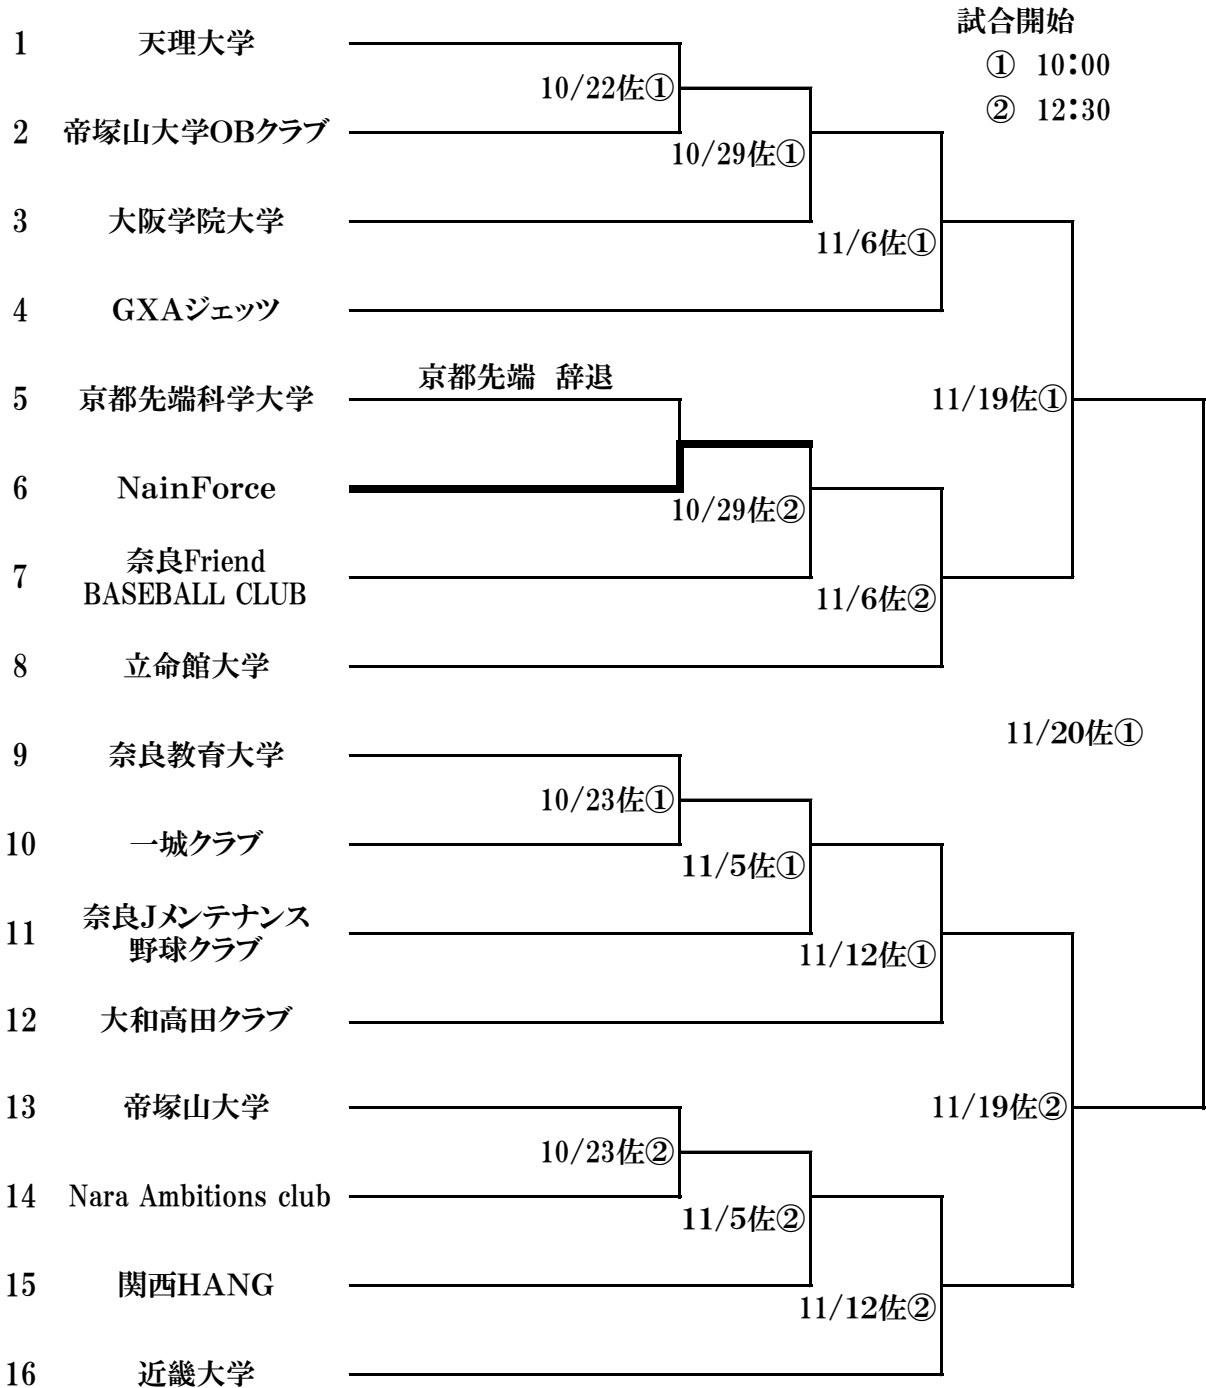 試合開始
① 10：00
② 12：30
1 天理大学
10/22佐①
2 帝塚山大学OBクラブ
10/29佐①
3 大阪学院大学
11/6佐①
4 GXAジェッツ
京都先端 辞退
5 京都先端科学大学
11/19佐①
6 NainForce
10/29佐②
7 奈良Friend
BASEBALL CLUB
11/6佐②
8 立命館大学
11/20佐①
9 奈良教育大学
10/23佐①
10 一城クラブ
11/5佐①
11 奈良Jメンテナンス
野球クラブ
11/12佐①
12 大和高田クラブ
13 帝塚山大学
11/19佐②
10/23佐②
14 Nara Ambitions club
11/5佐②
15 関西HANG
11/12佐②
16 近畿大学